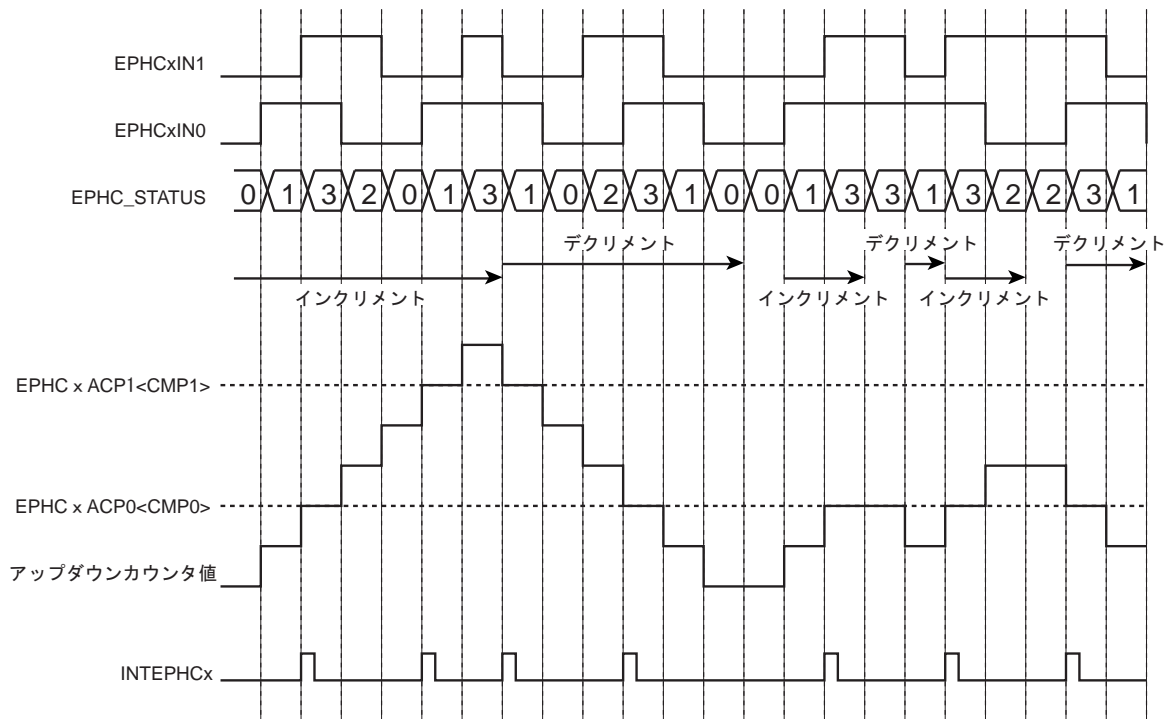 EPHCxIN1
EPHCxIN0
EPHC_STATUS 0 1 3 2 0 1 3 1 0 2 3 1 0 0 1 3 3 1 3 2 2 3 1
デクリメント デクリメント デクリメント
インクリメント インクリメント インクリメント
EPHC x ACP1<CMP1>
EPHC x ACP0<CMP0>
アップダウンカウンタ値
INTEPHCx